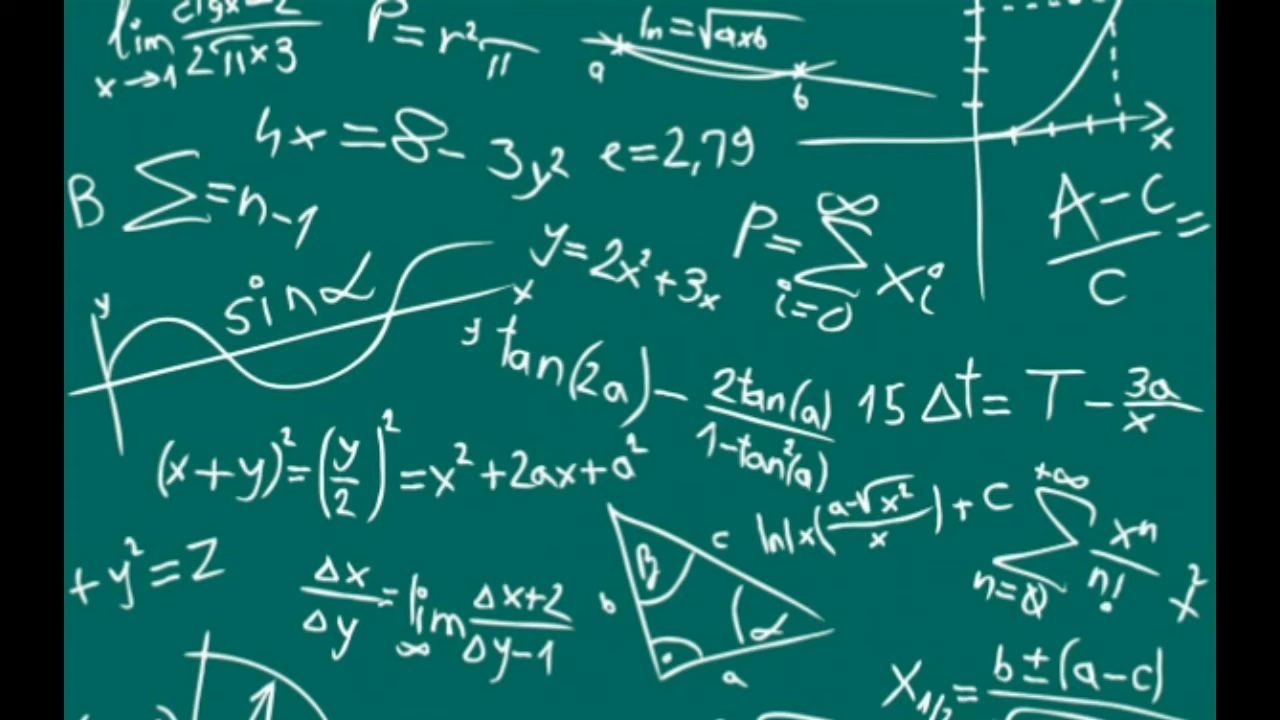 lim x→1 ctgx-2 / 2π×3
P=r²π
ln=√a×b
a
b
4x=8-3y²
e=2,79
x
B Σ=n-1
A-C / C =
y=2x²+3x
P= Σ i=0 ∞ xi
y
sinα
x
y
tan(2a) - 2tan(a) / 1-tan²(a)
15 Δt= T - 3a / x
(x+y)²=(y/2)²=x²+2ax+a²
ln|x(a-√x² / x)+C
+∞ Σ n=0 xⁿ / n!
+y²=2
Δx / Δy = lim ∞ Δx+2 / Δy-1
β
c
b
α
a
x²
X1/2= b±(a-c)